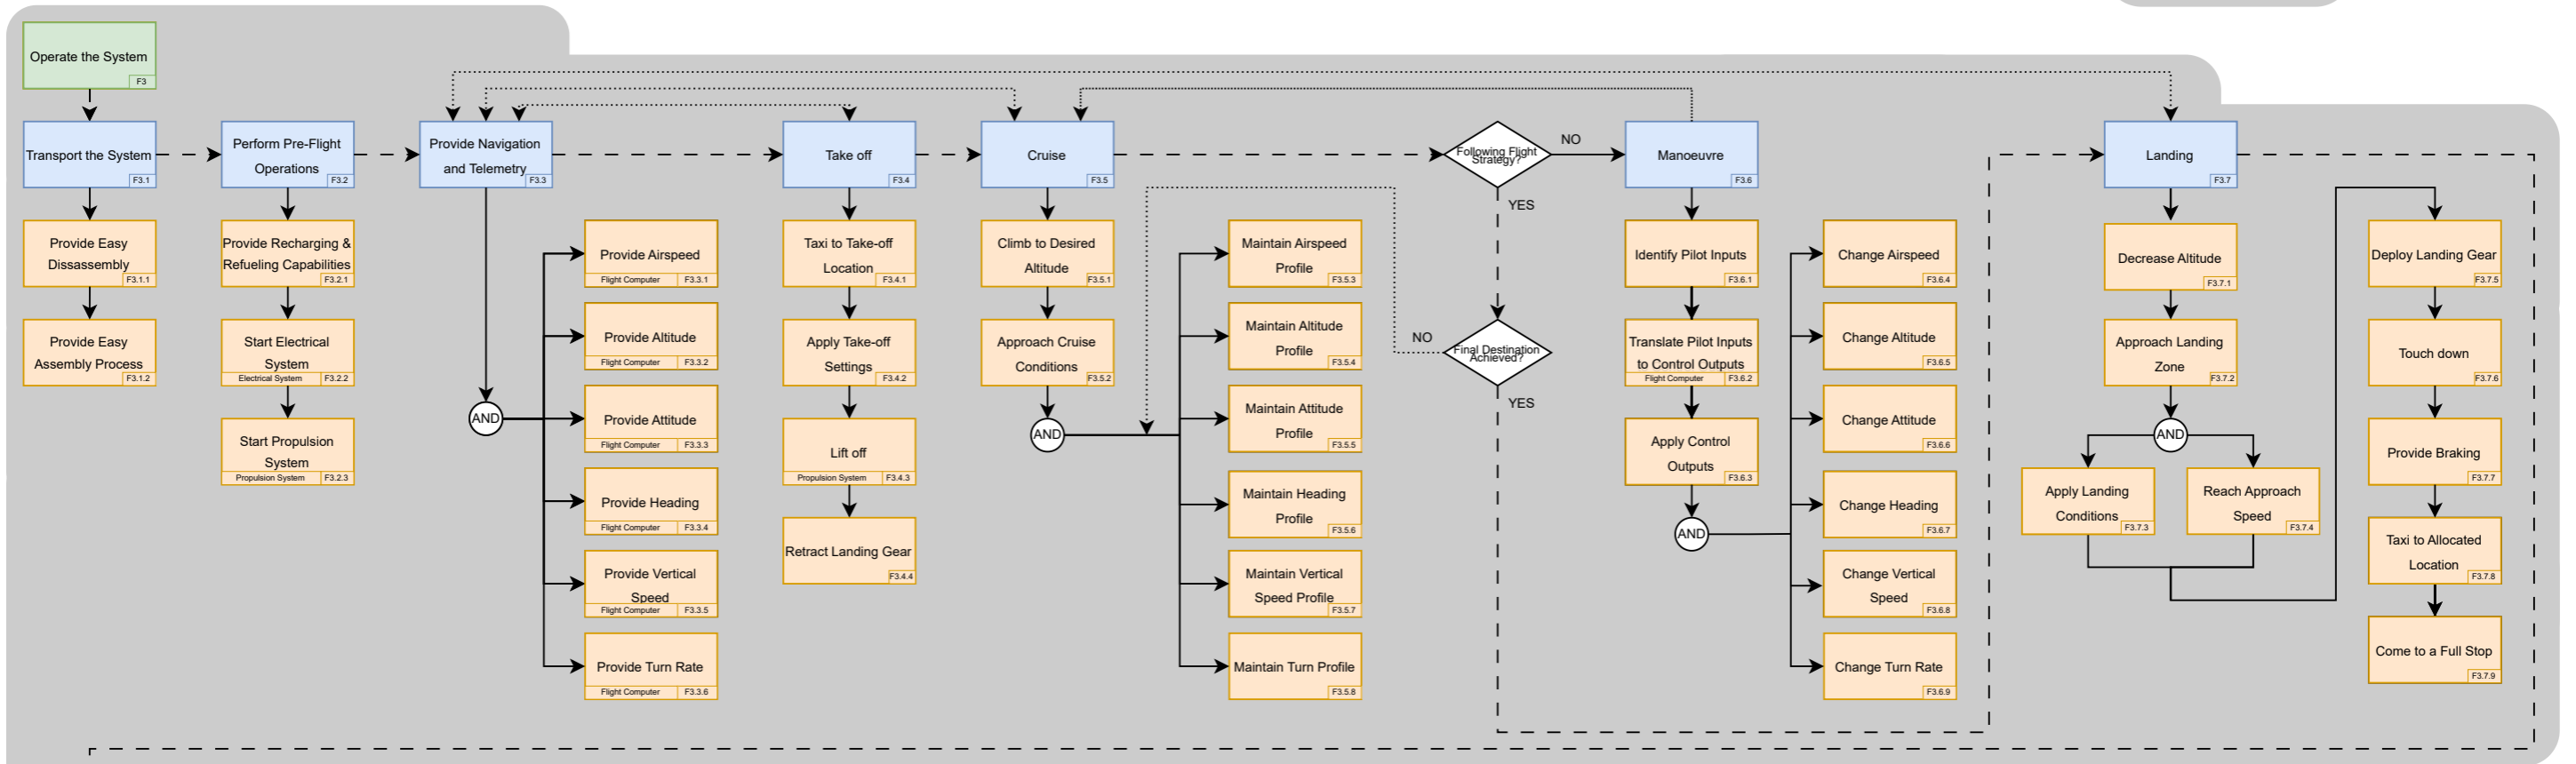 Operate the System
F3
Transport the System
F3.1
Provide Easy
Dissassembly
F3.1.1
Provide Easy
Assembly Process
F3.1.2
Perform Pre-Flight
Operations
F3.2
Provide Recharging &
Refueling Capabilities
F3.2.1
Start Electrical
System
Electrical System
F3.2.2
Start Propulsion
System
Propulsion System
F3.2.3
Provide Navigation
and Telemetry
F3.3
AND
Provide Airspeed
Flight Computer
F3.3.1
Provide Altitude
Flight Computer
F3.3.2
Provide Attitude
Flight Computer
F3.3.3
Provide Heading
Flight Computer
F3.3.4
Provide Vertical
Speed
Flight Computer
F3.3.5
Provide Turn Rate
Flight Computer
F3.3.6
Take off
F3.4
Taxi to Take-off
Location
F3.4.1
Apply Take-off
Settings
F3.4.2
Lift off
Propulsion System
F3.4.3
Retract Landing Gear
F3.4.4
Cruise
F3.5
Climb to Desired
Altitude
F3.5.1
Approach Cruise
Conditions
F3.5.2
AND
Maintain Airspeed
Profile
F3.5.3
Maintain Altitude
Profile
F3.5.4
Maintain Attitude
Profile
F3.5.5
Maintain Heading
Profile
F3.5.6
Maintain Vertical
Speed Profile
F3.5.7
Maintain Turn Profile
F3.5.8
Following Flight
Strategy?
NO
YES
Final Destination
Achieved?
NO
YES
Manoeuvre
F3.6
Identify Pilot Inputs
F3.6.1
Translate Pilot Inputs
to Control Outputs
Flight Computer
F3.6.2
Apply Control
Outputs
F3.6.3
AND
Change Airspeed
F3.6.4
Change Altitude
F3.6.5
Change Attitude
F3.6.6
Change Heading
F3.6.7
Change Vertical
Speed
F3.6.8
Change Turn Rate
F3.6.9
Landing
F3.7
Decrease Altitude
F3.7.1
Approach Landing
Zone
F3.7.2
AND
Apply Landing
Conditions
F3.7.3
Reach Approach
Speed
F3.7.4
Deploy Landing Gear
F3.7.5
Touch down
F3.7.6
Provide Braking
F3.7.7
Taxi to Allocated
Location
F3.7.8
Come to a Full Stop
F3.7.9